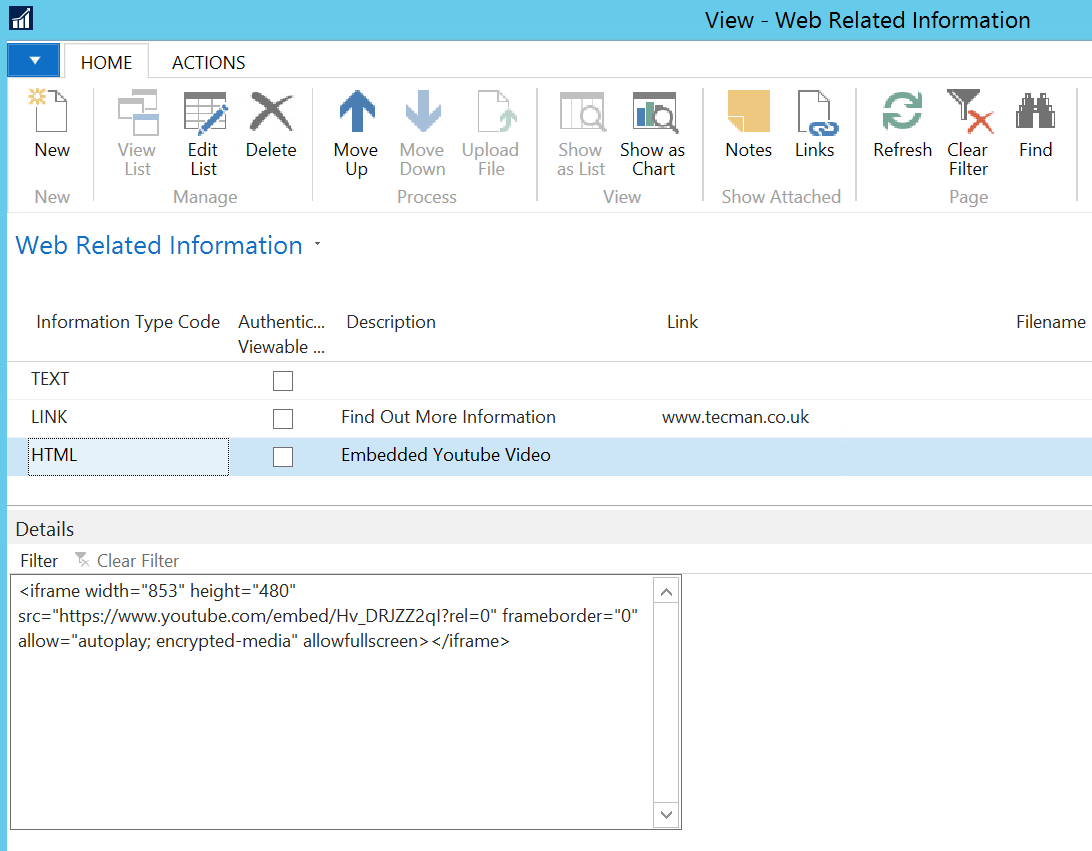 View - Web Related Information
HOME ACTIONS
New View List Edit List Delete Move Up Move Down Upload File Show as List Show as Chart Notes Links Refresh Clear Filter Find
New Manage Process View Show Attached Page
Web Related Information
Information Type Code Authentic... Viewable ... Description Link Filename
TEXT
LINK Find Out More Information www.tecman.co.uk
HTML Embedded Youtube Video
Details
Filter Clear Filter
<iframe width="853" height="480"
src="https://www.youtube.com/embed/Hv_DRJZZ2qI?rel=0" frameborder="0"
allow="autoplay; encrypted-media" allowfullscreen></iframe>